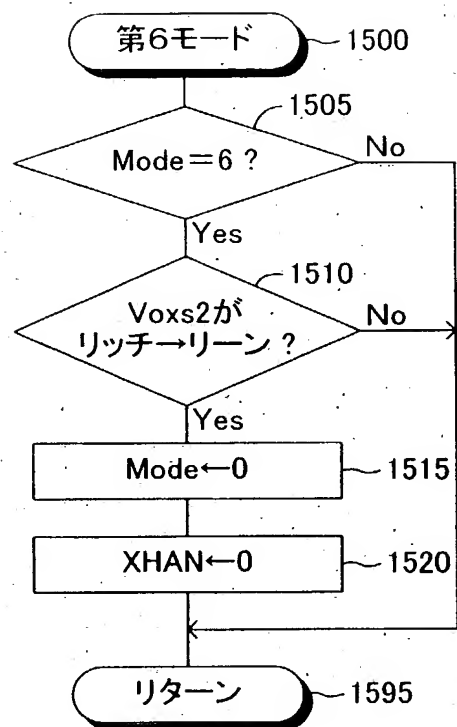 第6モード
1500
1505
Mode=6 ?
No
Yes
1510
Voxs2が
リッチ→リーン ?
No
Yes
Mode←0
1515
XHAN←0
1520
リターン
1595